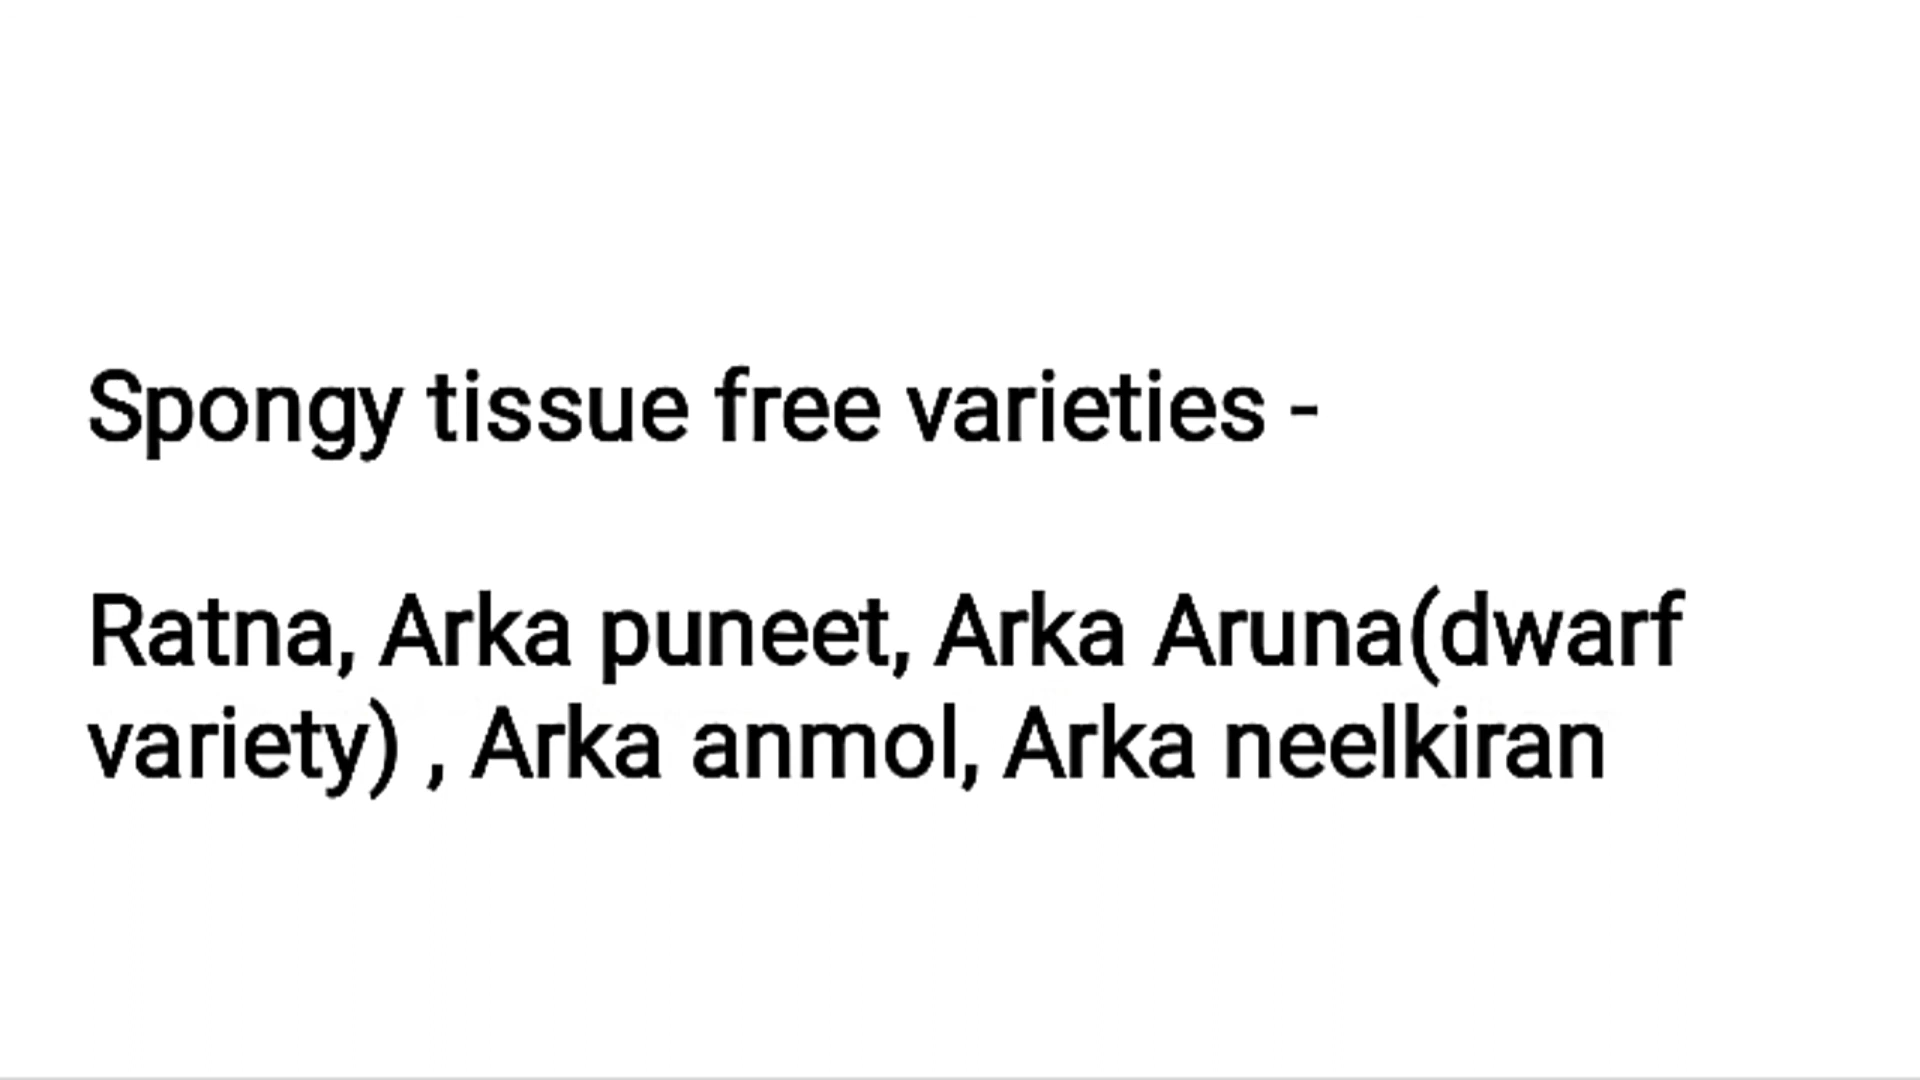 Spongy tissue free varieties -
Ratna, Arka puneet, Arka Aruna(dwarf
variety) , Arka anmol, Arka neelkiran